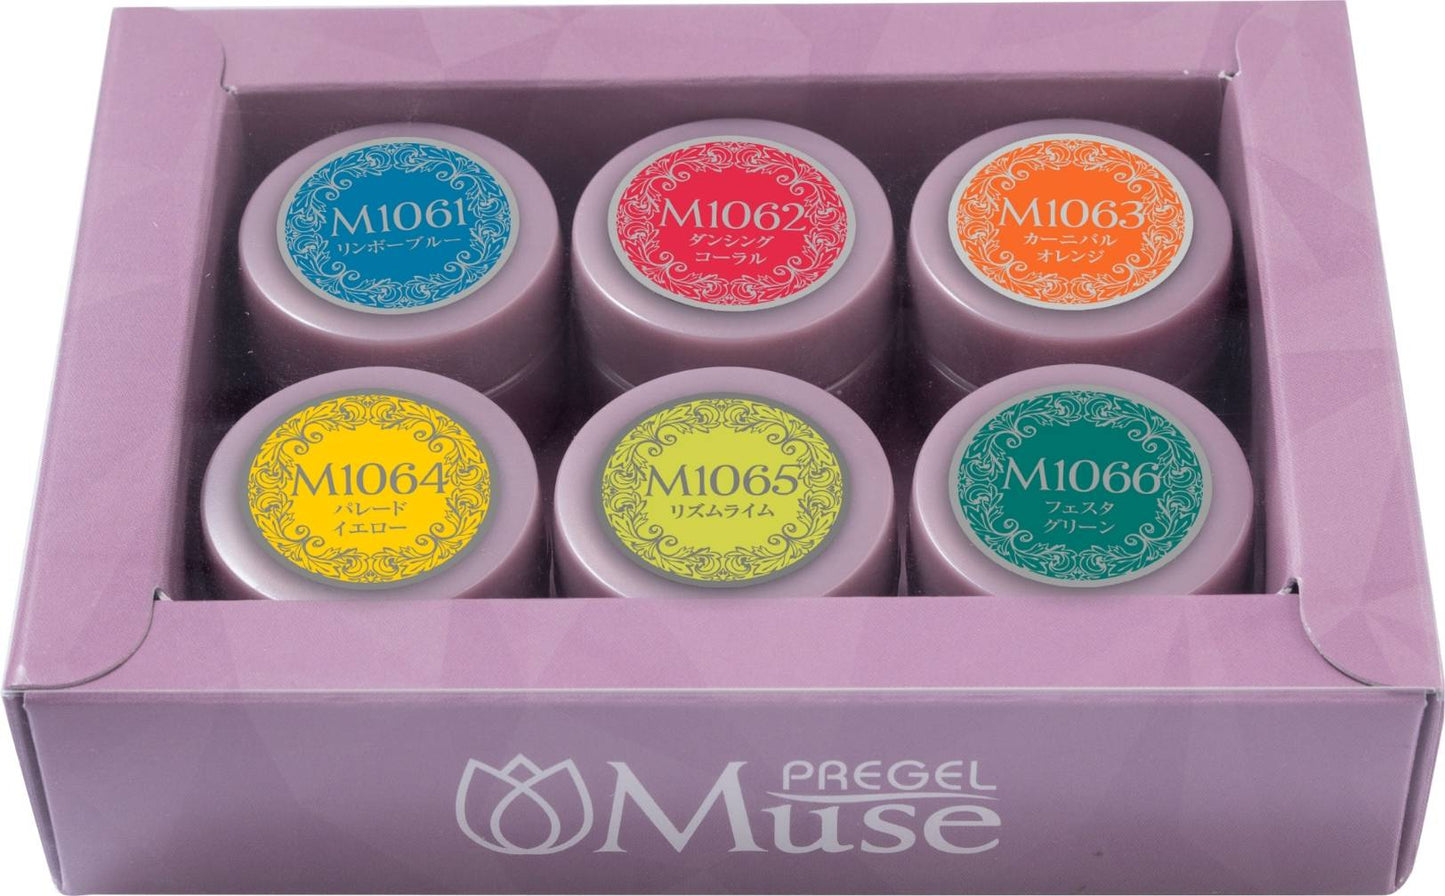 M1061
リンボーブルー
M1062
ダンシング
コーラル
M1063
カーニバル
オレンジ
M1064
パレード
イエロー
M1065
リズムライム
M1066
フェスタ
グリーン
PREGEL
Muse